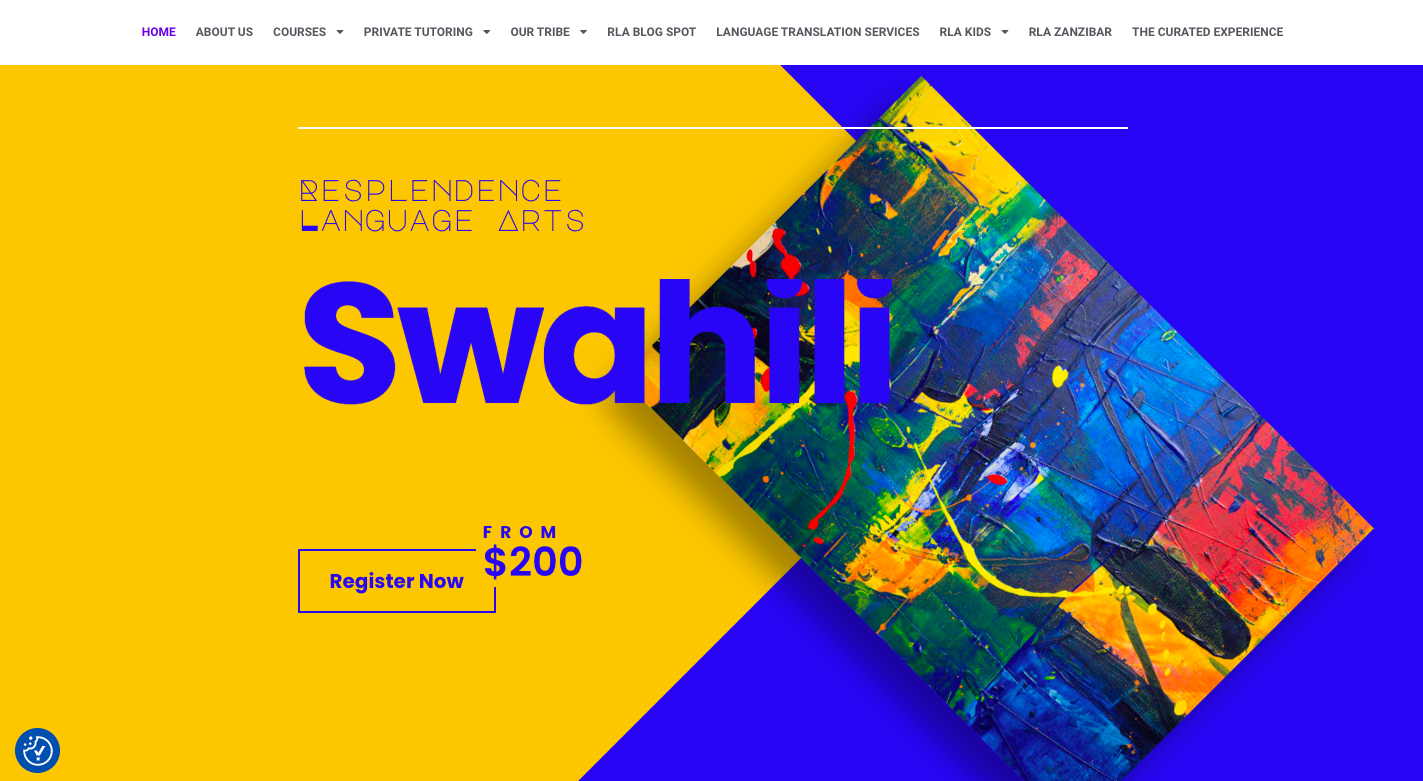 HOME ABOUT US COURSES PRIVATE TUTORING OUR TRIBE RLA BLOG SPOT LANGUAGE TRANSLATION SERVICES RLA KIDS RLA ZANZIBAR THE CURATED EXPERIENCE
RESPLENDENCE
LANGUAGE ARTS
Swahili
FROM
$200
Register Now